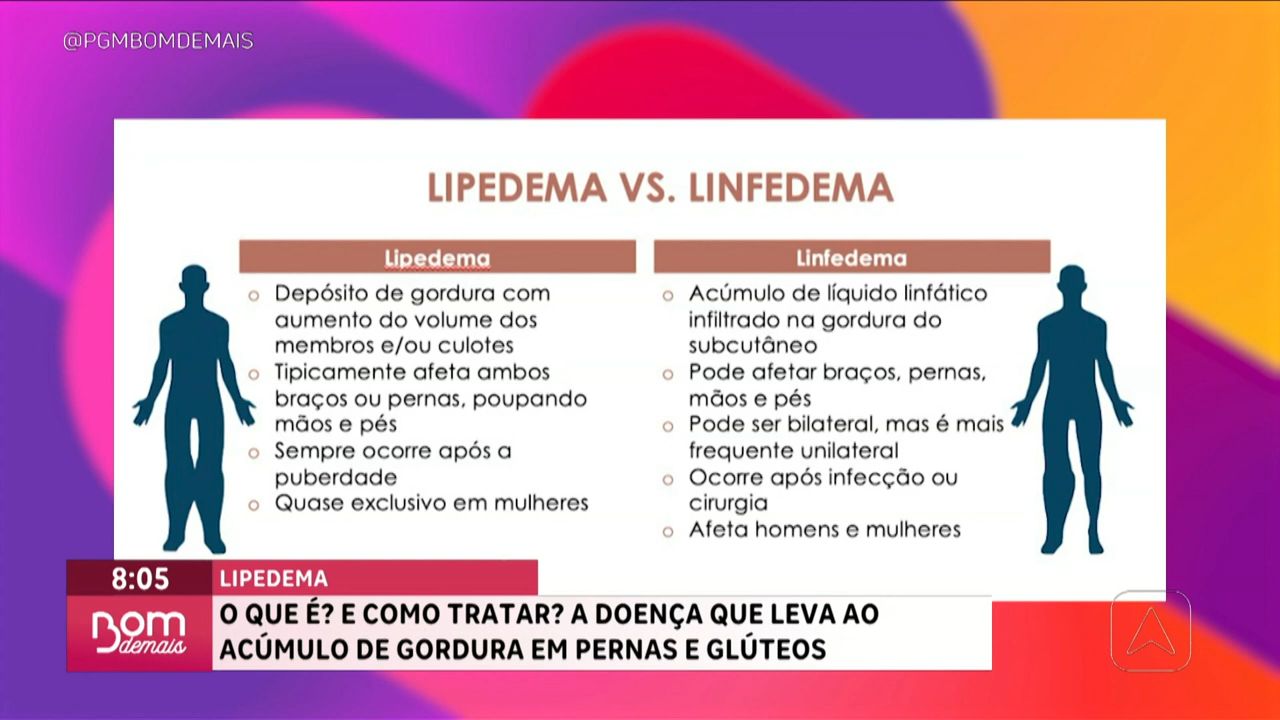 @PGMBOMDEMAIS
LIPEDEMA VS. LINFEDEMA
Lipedema
Depósito de gordura com
aumento do volume dos
membros e/ou culotes
Tipicamente afeta ambos
braços ou pernas, poupando
mãos e pés
Sempre ocorre após a
puberdade
Quase exclusivo em mulheres
Linfedema
Acúmulo de líquido linfático
infiltrado na gordura do
subcutâneo
Pode afetar braços, pernas,
mãos e pés
Pode ser bilateral, mas é mais
frequente unilateral
Ocorre após infecção ou
cirurgia
Afeta homens e mulheres
8:05
LIPEDEMA
Bom
demais
O QUE É? E COMO TRATAR? A DOENÇA QUE LEVA AO
ACÚMULO DE GORDURA EM PERNAS E GLÚTEOS